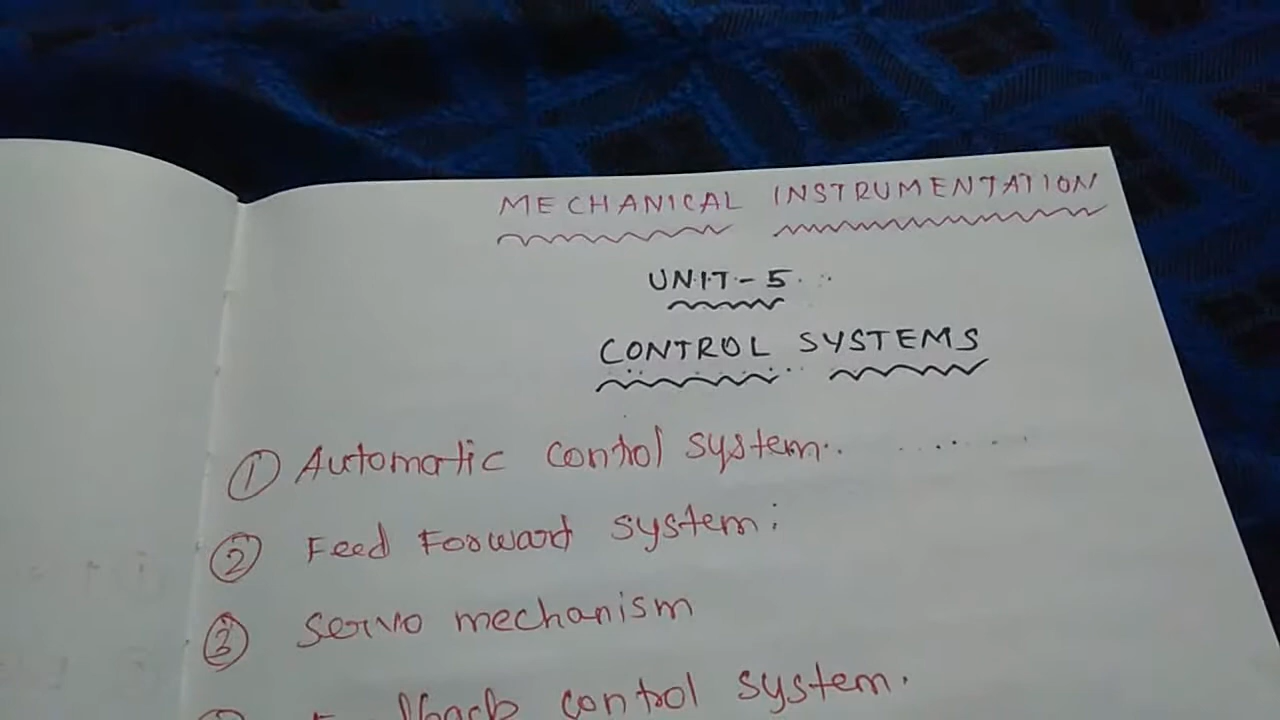 MECHANICAL INSTRUMENTATION
UNIT-5
CONTROL SYSTEMS
① Automatic control system.
② Feed Forward system:
③ Servo mechanism
control system.